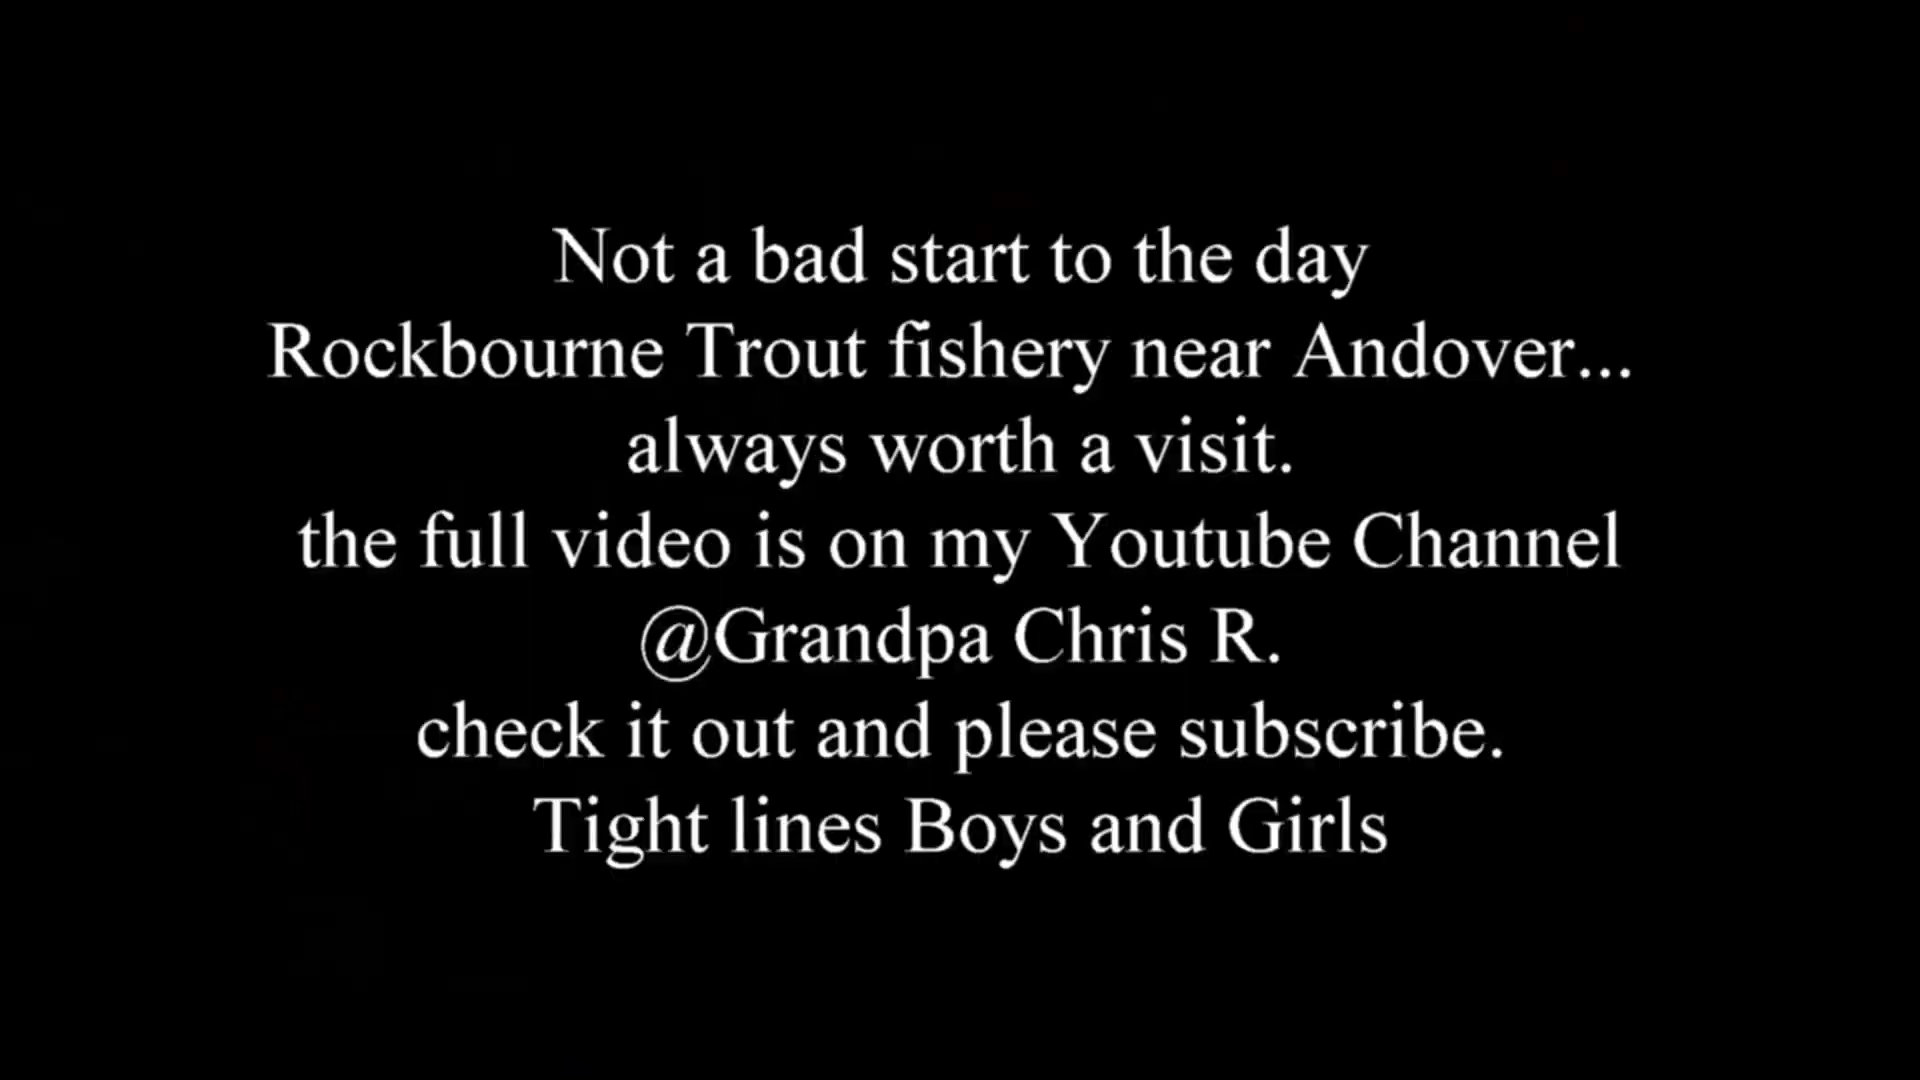 Not a bad start to the day
Rockbourne Trout fishery near Andover...
always worth a visit.
the full video is on my Youtube Channel
@Grandpa Chris R.
check it out and please subscribe.
Tight lines Boys and Girls